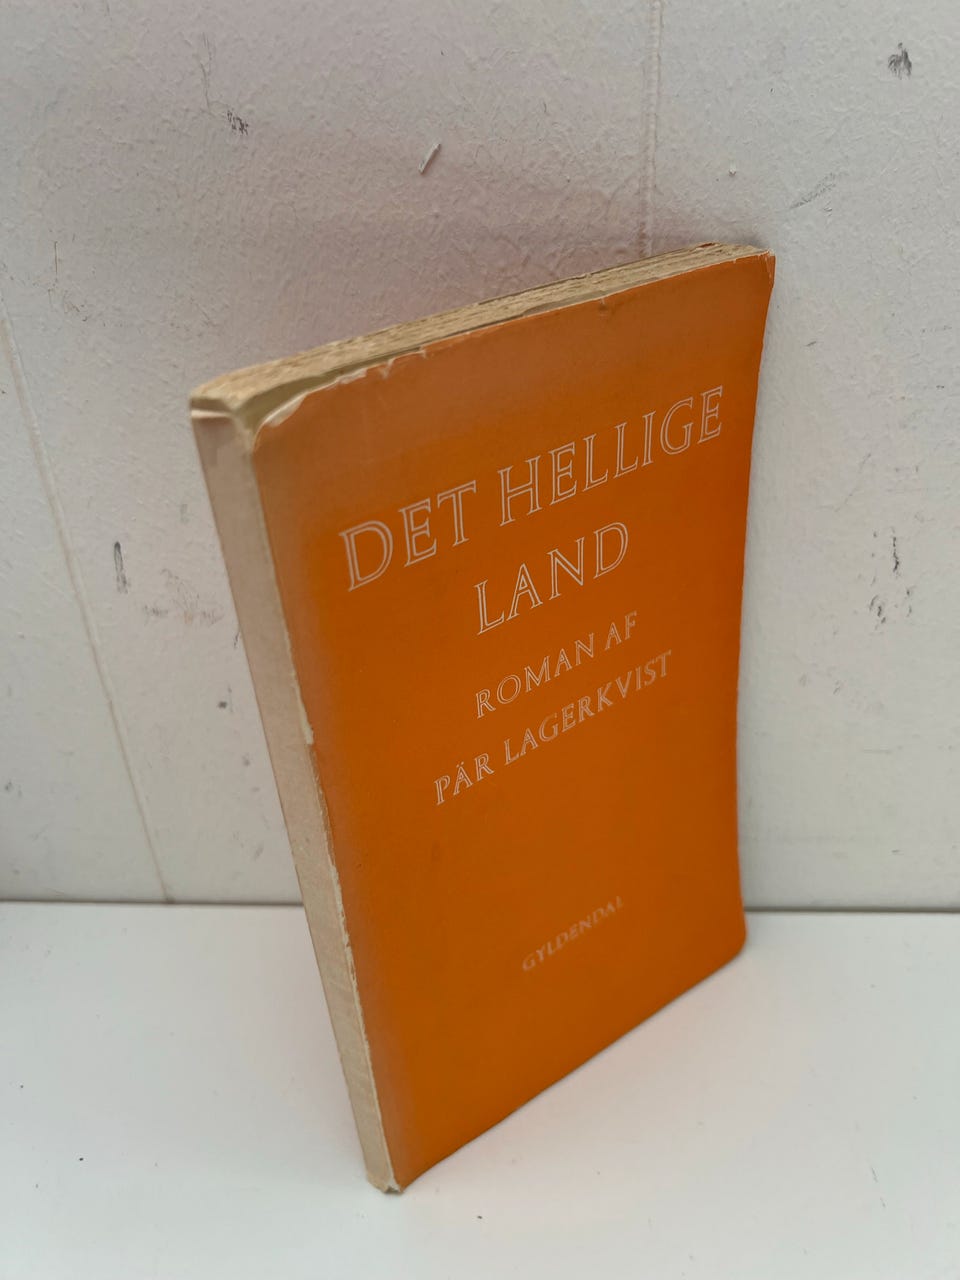 DET HELLIGE
LAND
ROMAN AF
PÄR LAGERKVIST
GYLDENDAL